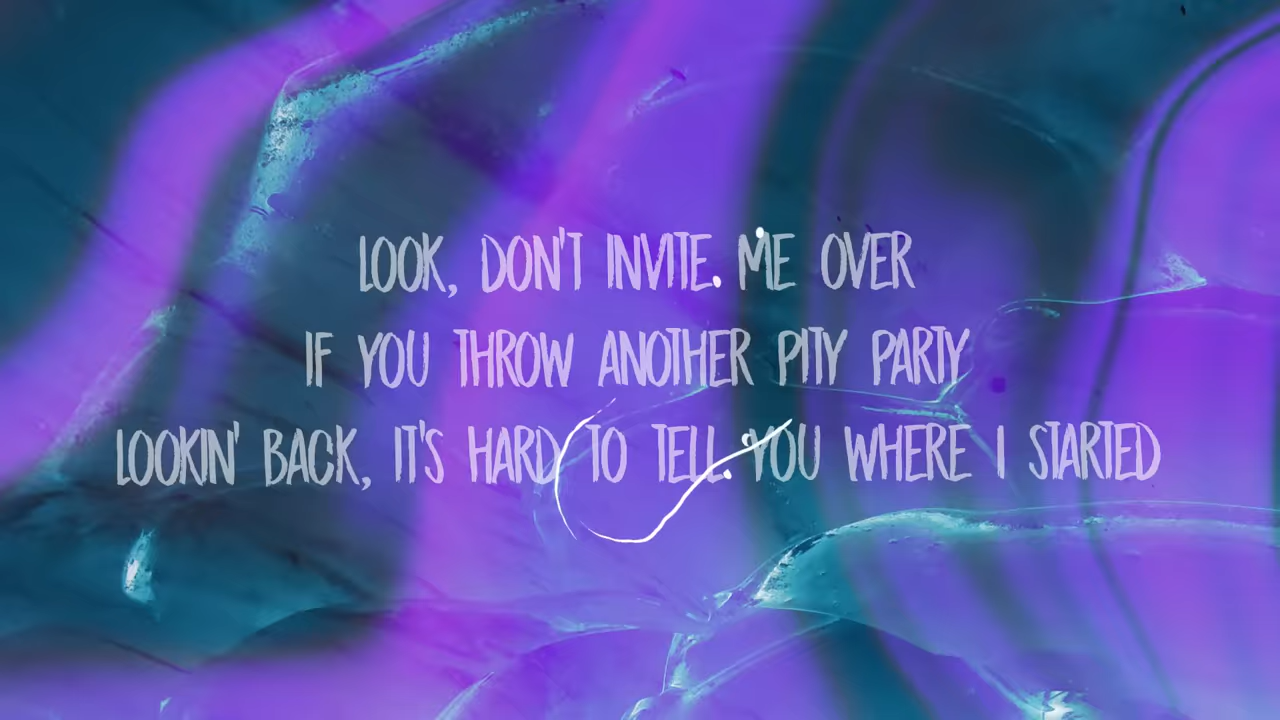 LOOK, DON'T INVITE ME OVER
IF YOU THROW ANOTHER PITY PARTY
LOOKIN' BACK, IT'S HARD TO TELL YOU WHERE I STARTED